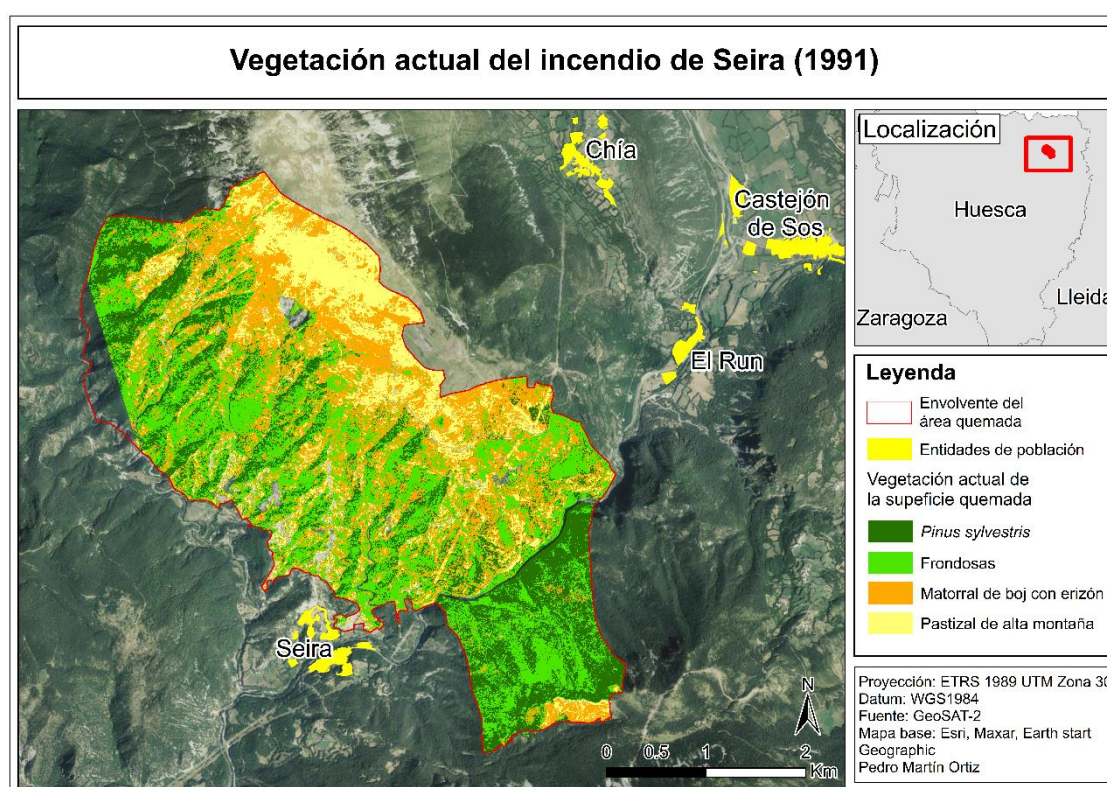 Vegetación actual del incendio de Seira (1991)
Chía
Castejón
de Sos
El Run
Seira
N
0 0.5 1 2
Km
Localización
Huesca
Zaragoza
Lleida
Leyenda
Envolvente del
área quemada
Entidades de población
Vegetación actual de
la supeficie quemada
Pinus sylvestris
Frondosas
Matorral de boj con erizón
Pastizal de alta montaña
Proyección: ETRS 1989 UTM Zona 30
Datum: WGS1984
Fuente: GeoSAT-2
Mapa base: Esri, Maxar, Earth start
Geographic
Pedro Martín Ortiz